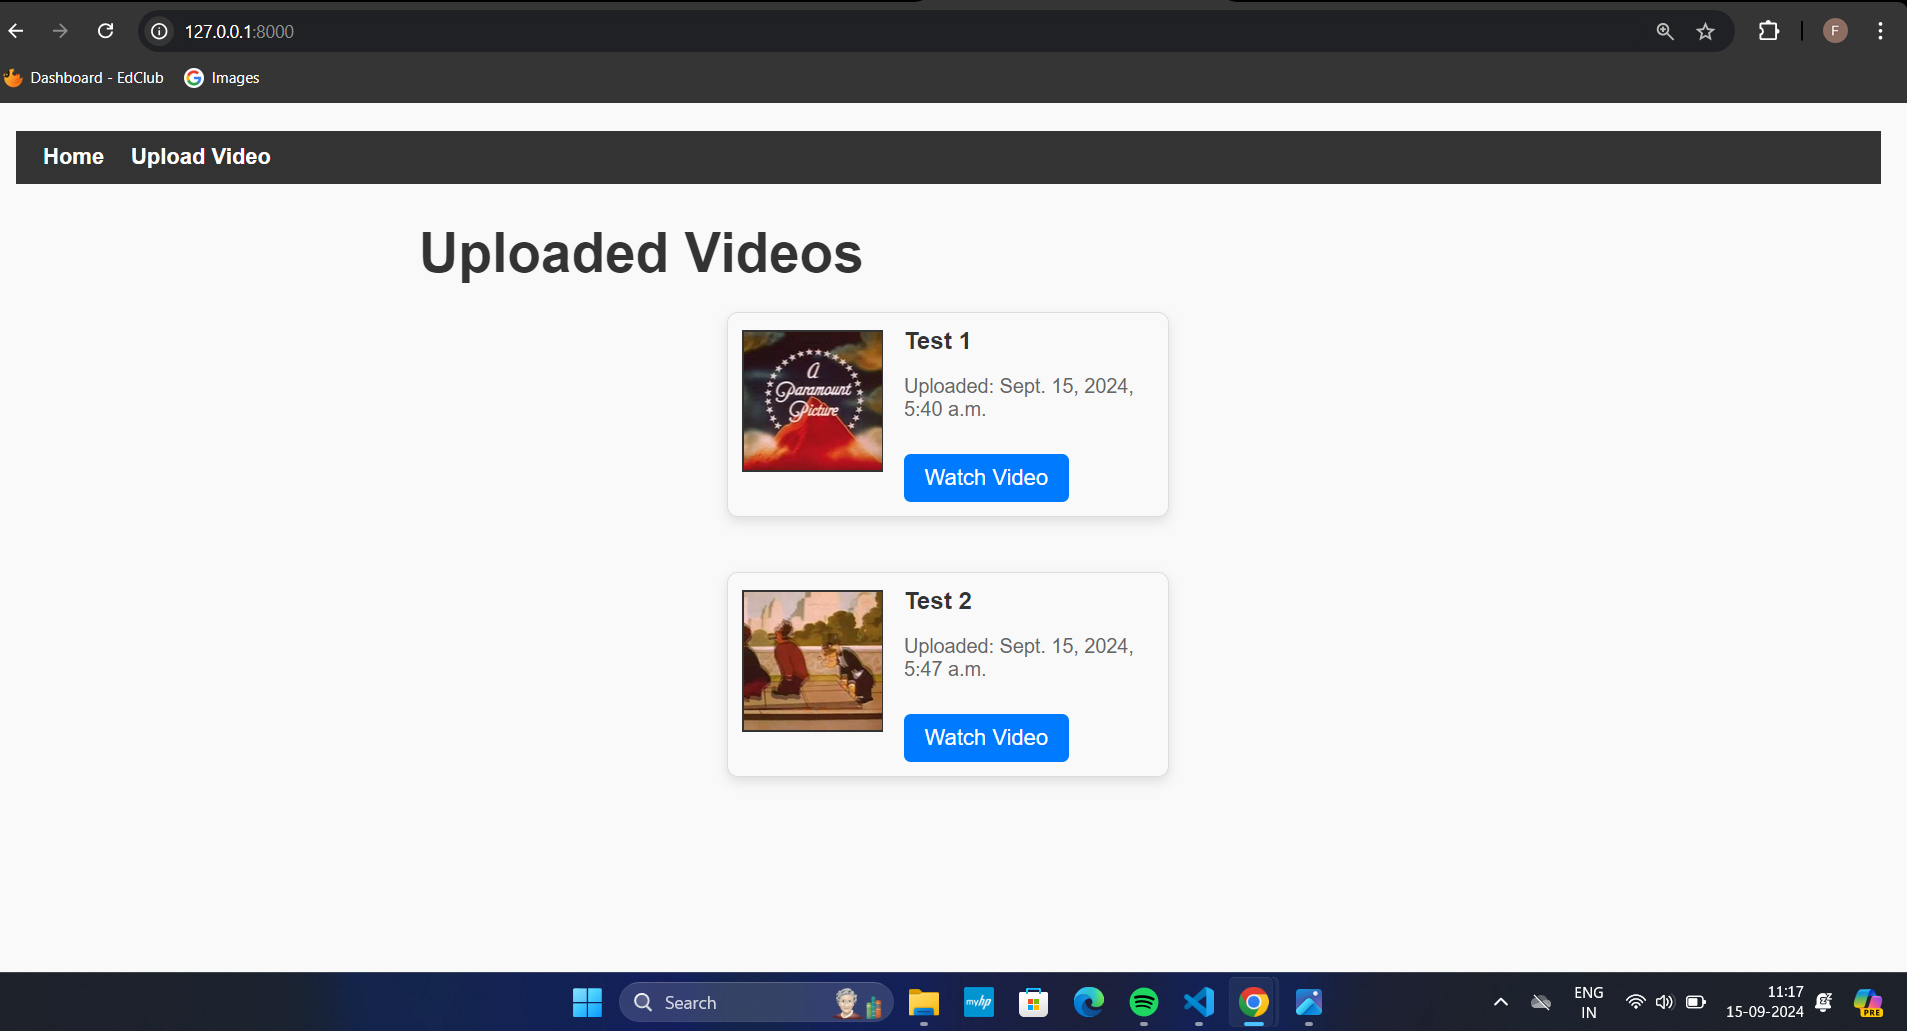 127.0.0.1:8000
F
Dashboard - EdClub
Images
Home
Upload Video
Uploaded Videos
A
Paramount
Picture
Test 1
Uploaded: Sept. 15, 2024,
5:40 a.m.
Watch Video
Test 2
Uploaded: Sept. 15, 2024,
5:47 a.m.
Watch Video
Search
myhp
ENG
IN
11:17
15-09-2024
PRE